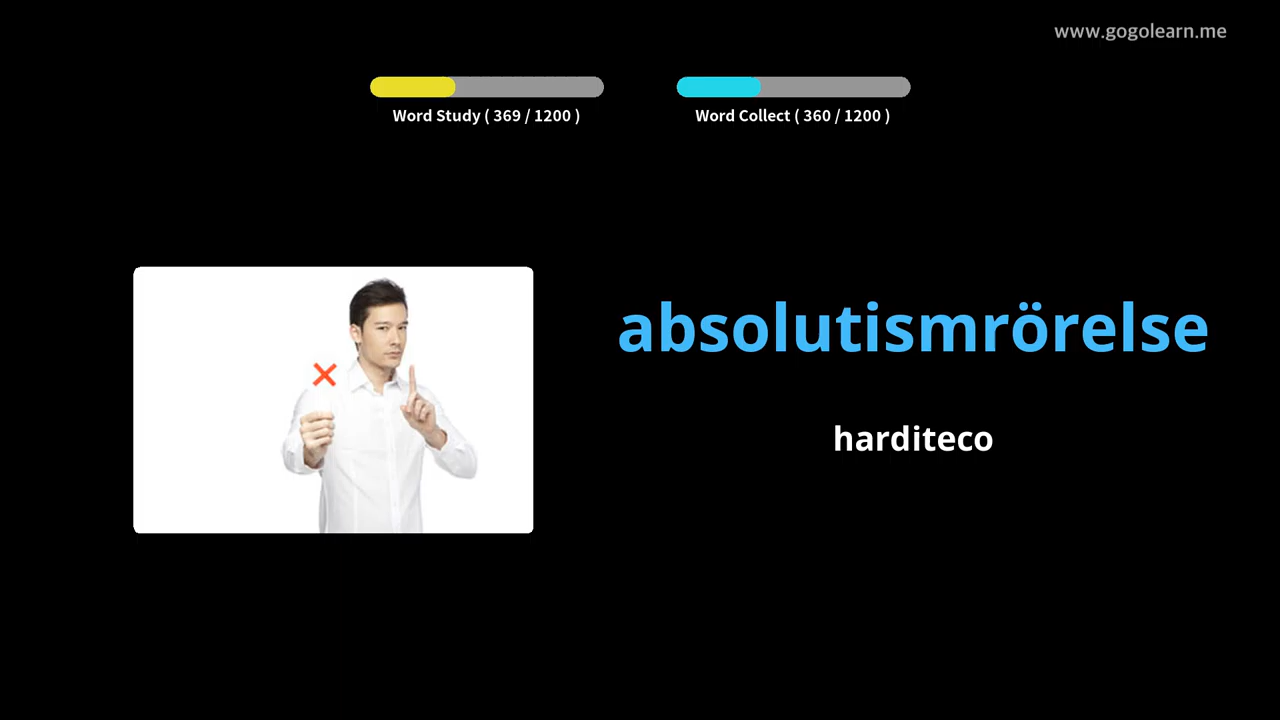 www.gogolearn.me
Word Study ( 369 / 1200 )
Word Collect ( 360 / 1200 )
absolutismrörelse
harditeco